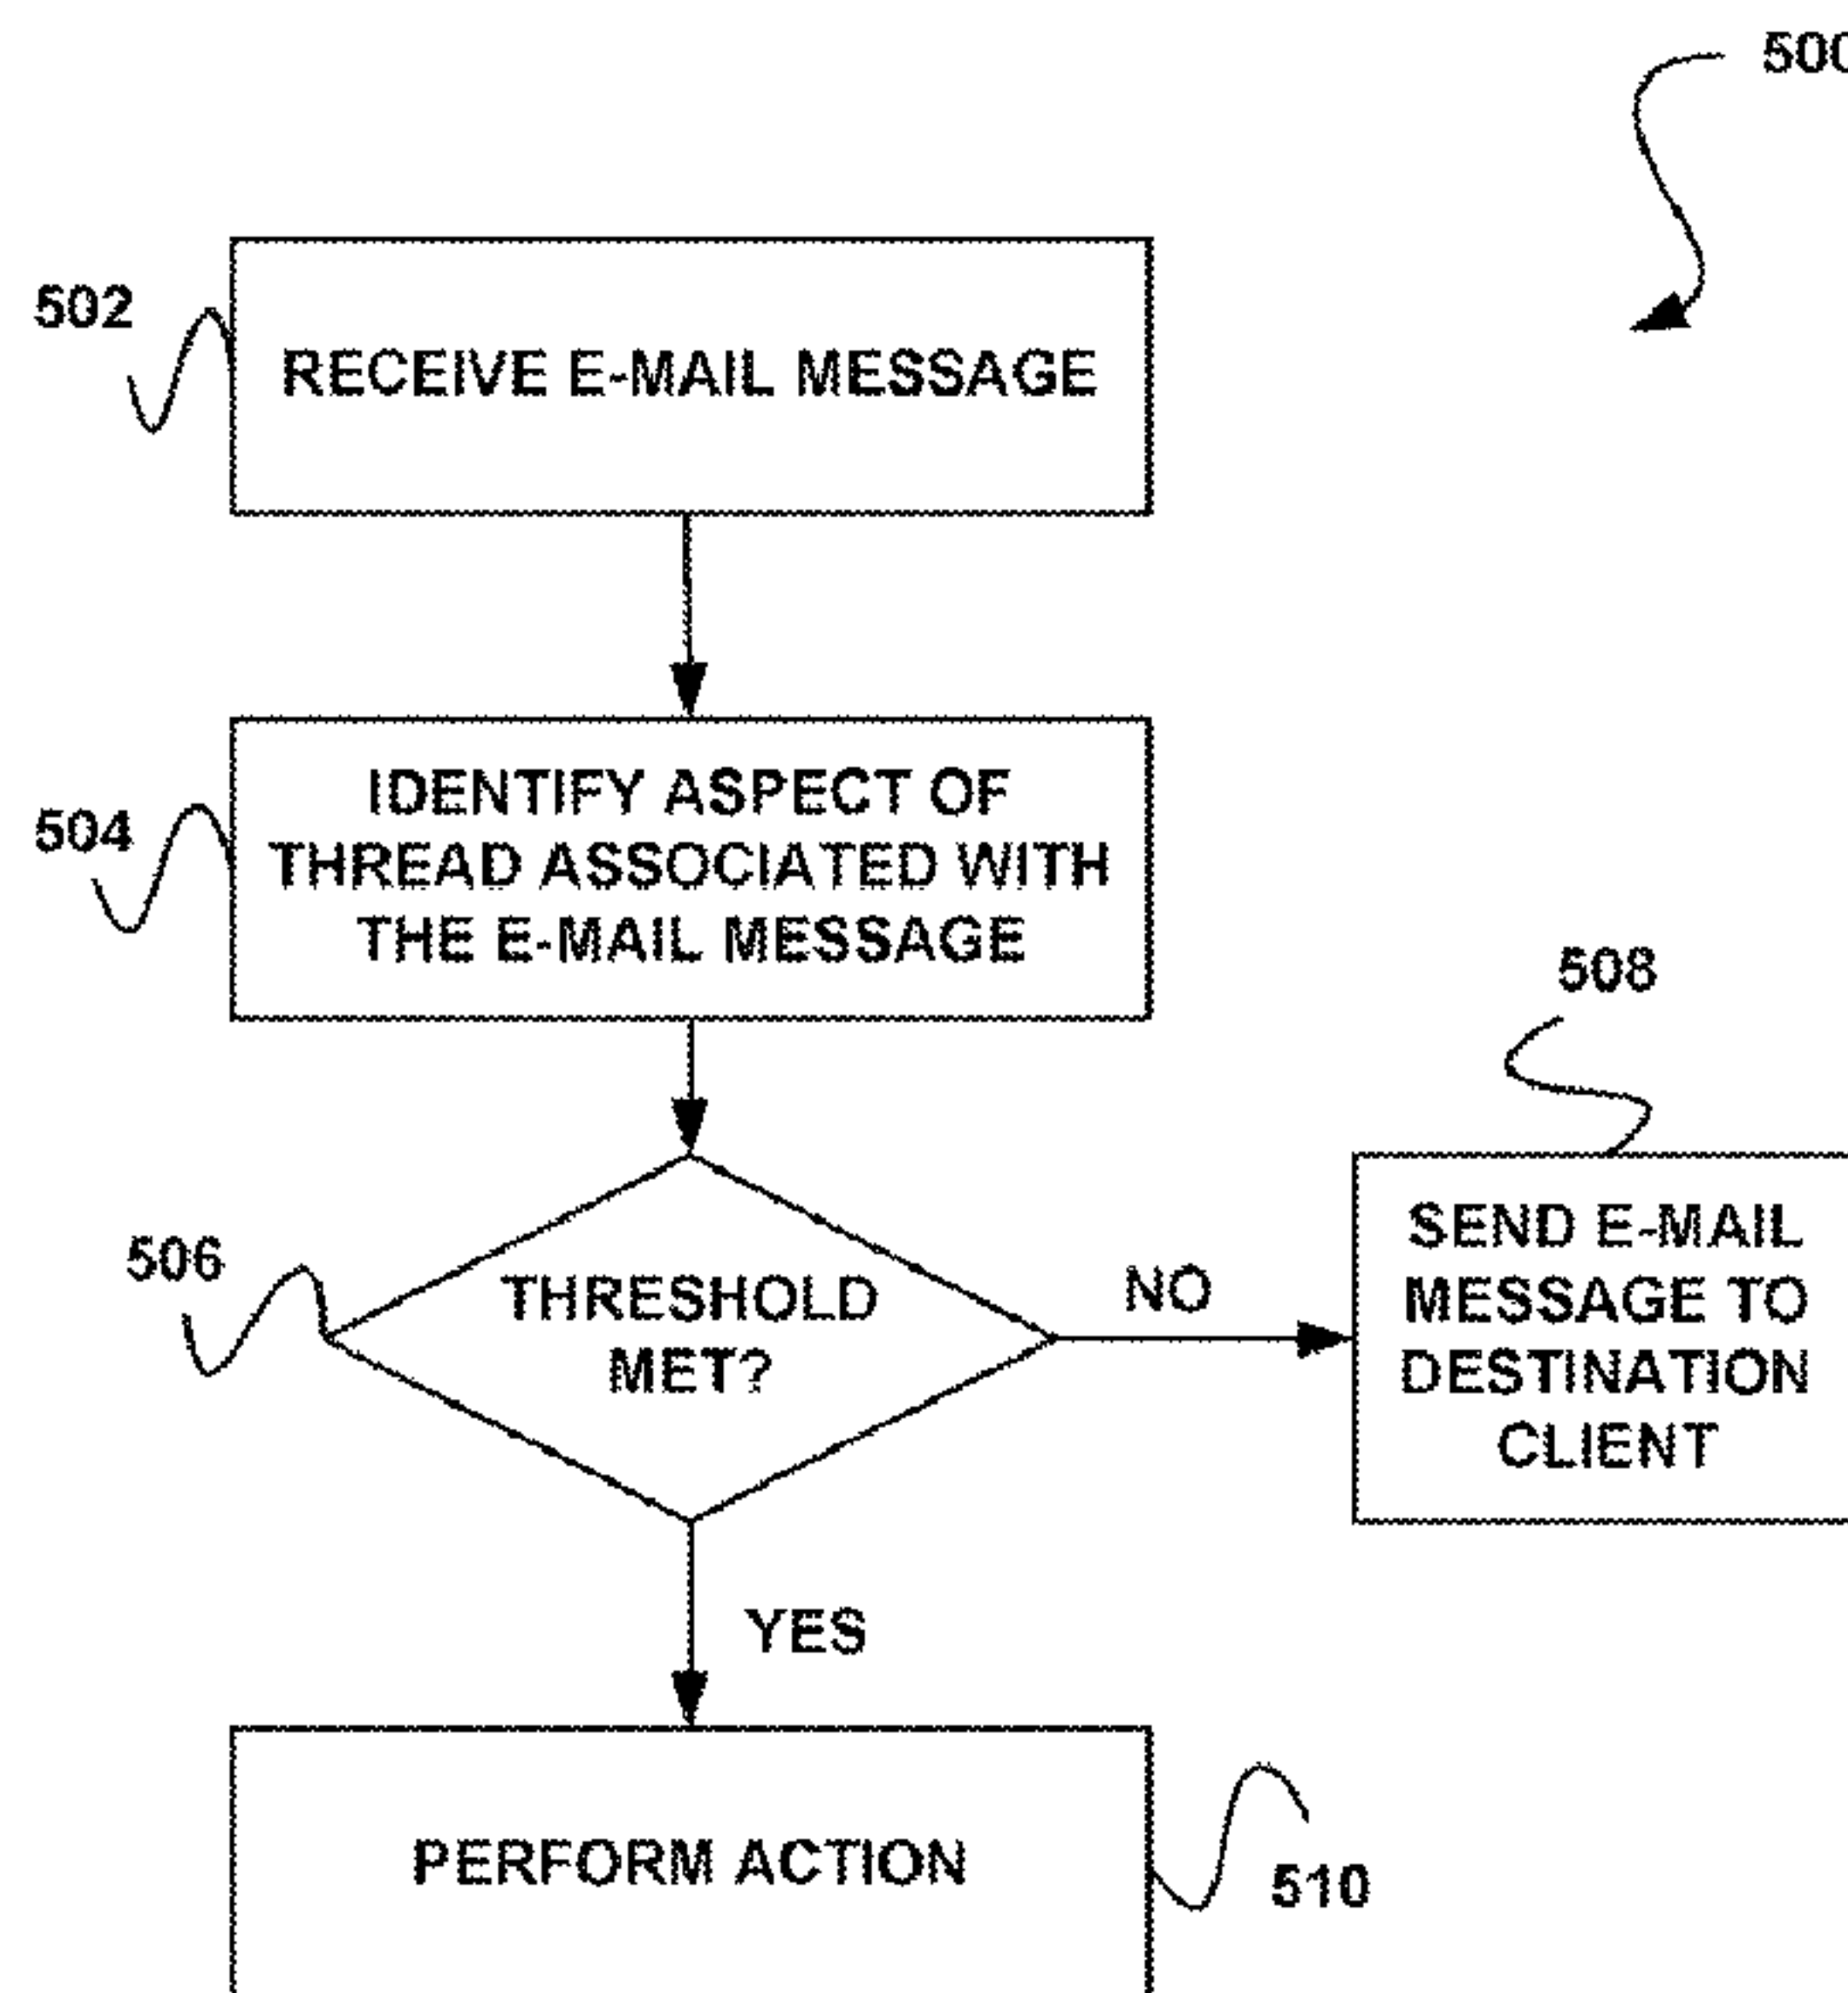 500
502
RECEIVE E-MAIL MESSAGE
504
IDENTIFY ASPECT OF
THREAD ASSOCIATED WITH
THE E-MAIL MESSAGE
508
506
THRESHOLD
MET?
NO
SEND E-MAIL
MESSAGE TO
DESTINATION
CLIENT
YES
PERFORM ACTION
510